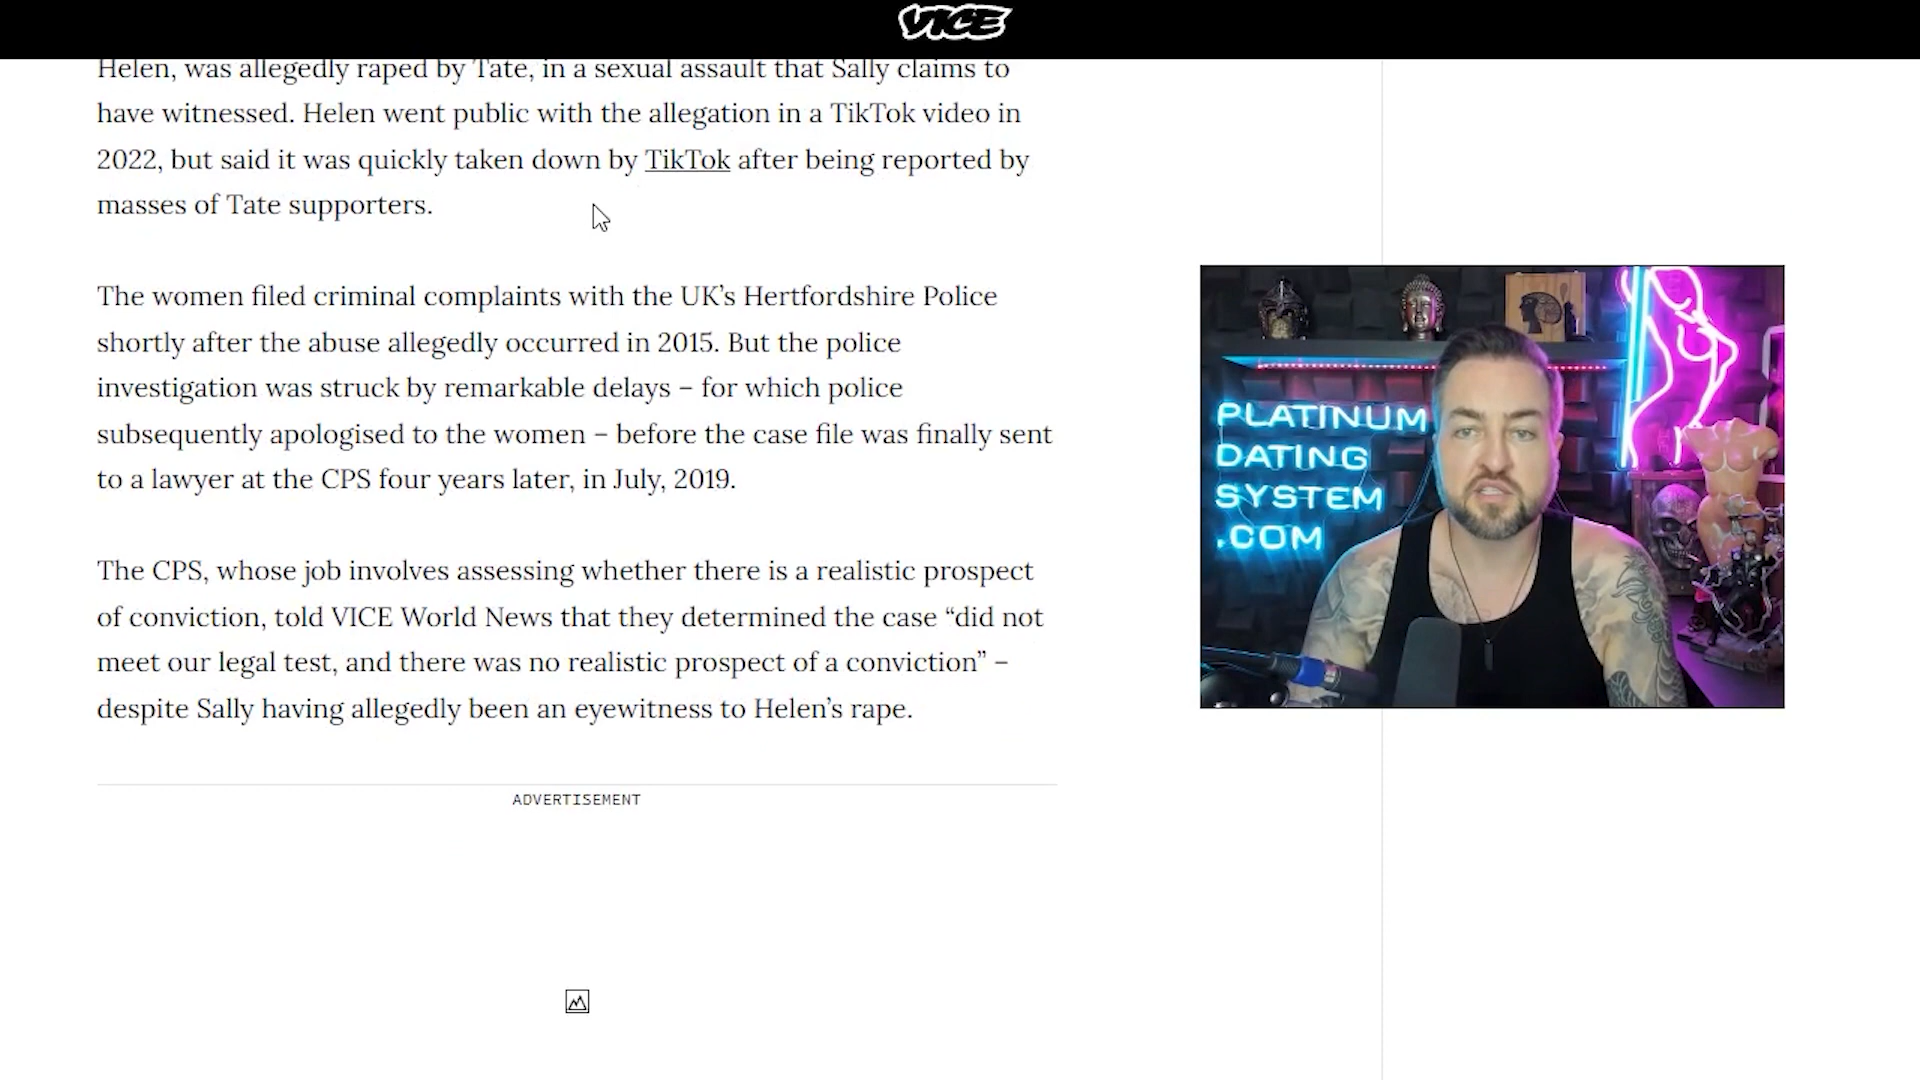 VICE
Helen, was allegedly raped by Tate, in a sexual assault that Sally claims to
have witnessed. Helen went public with the allegation in a TikTok video in
2022, but said it was quickly taken down by TikTok after being reported by
masses of Tate supporters.
The women filed criminal complaints with the UK’s Hertfordshire Police
shortly after the abuse allegedly occurred in 2015. But the police
investigation was struck by remarkable delays – for which police
subsequently apologised to the women – before the case file was finally sent
to a lawyer at the CPS four years later, in July, 2019.
The CPS, whose job involves assessing whether there is a realistic prospect
of conviction, told VICE World News that they determined the case “did not
meet our legal test, and there was no realistic prospect of a conviction” –
despite Sally having allegedly been an eyewitness to Helen’s rape.
ADVERTISEMENT
PLATINUM
DATING
SYSTEM
.COM